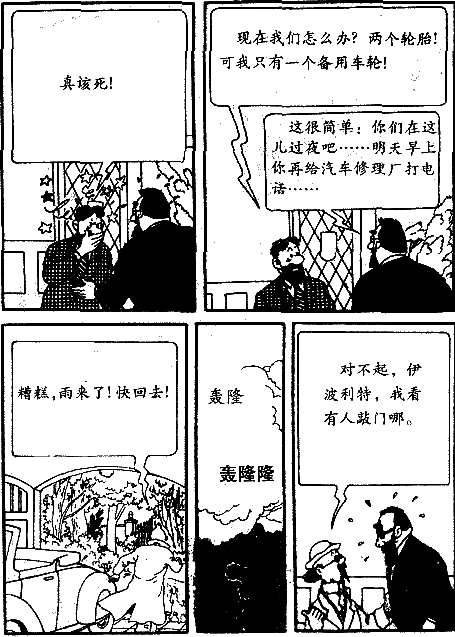 真该死！
现在我们怎么办？两个轮胎！
可我只有一个备用车轮！
这很简单：你们在这
儿过夜吧……明天早上
你再给汽车修理厂打电
话……
糟糕，雨来了！快回去！
轰隆
轰隆隆
对不起，伊
波利特，我看
有人敲门哪。